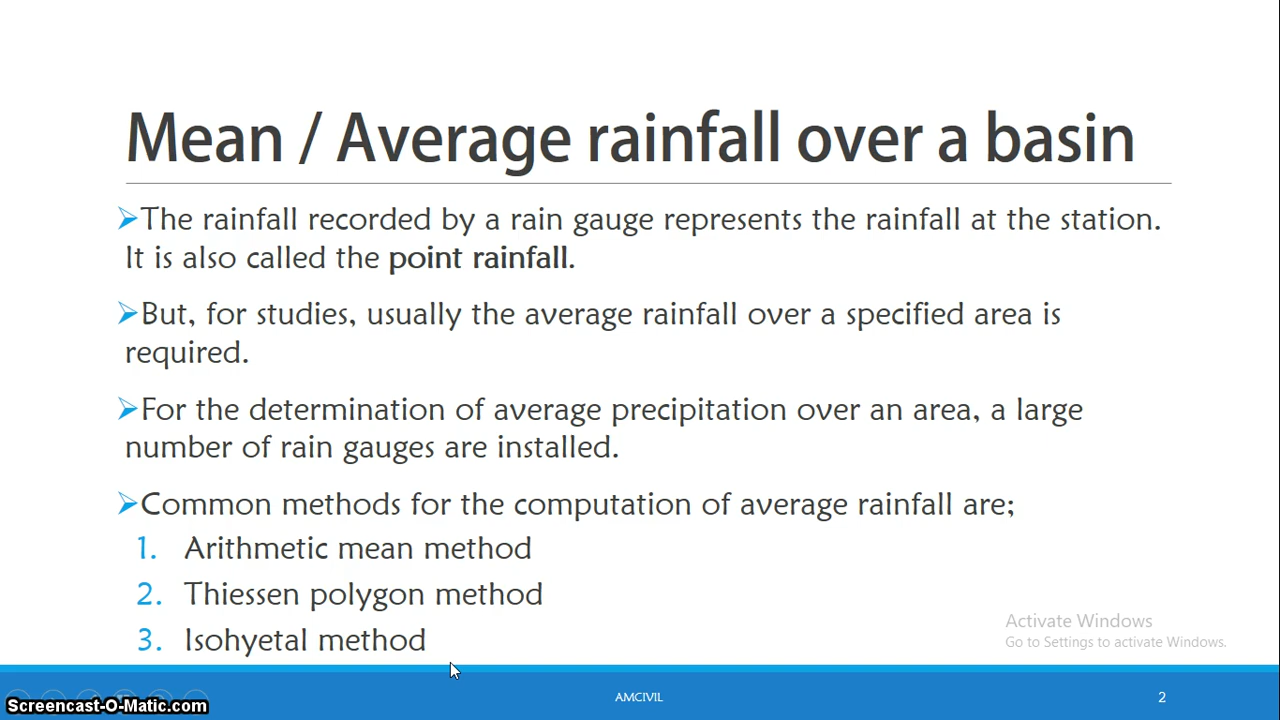 Mean / Average rainfall over a basin
➢The rainfall recorded by a rain gauge represents the rainfall at the station.
It is also called the point rainfall.
➢But, for studies, usually the average rainfall over a specified area is
required.
➢For the determination of average precipitation over an area, a large
number of rain gauges are installed.
➢Common methods for the computation of average rainfall are;
1. Arithmetic mean method
2. Thiessen polygon method
3. Isohyetal method
Activate Windows
Go to Settings to activate Windows.
AMCIVIL
2
Screencast-O-Matic.com